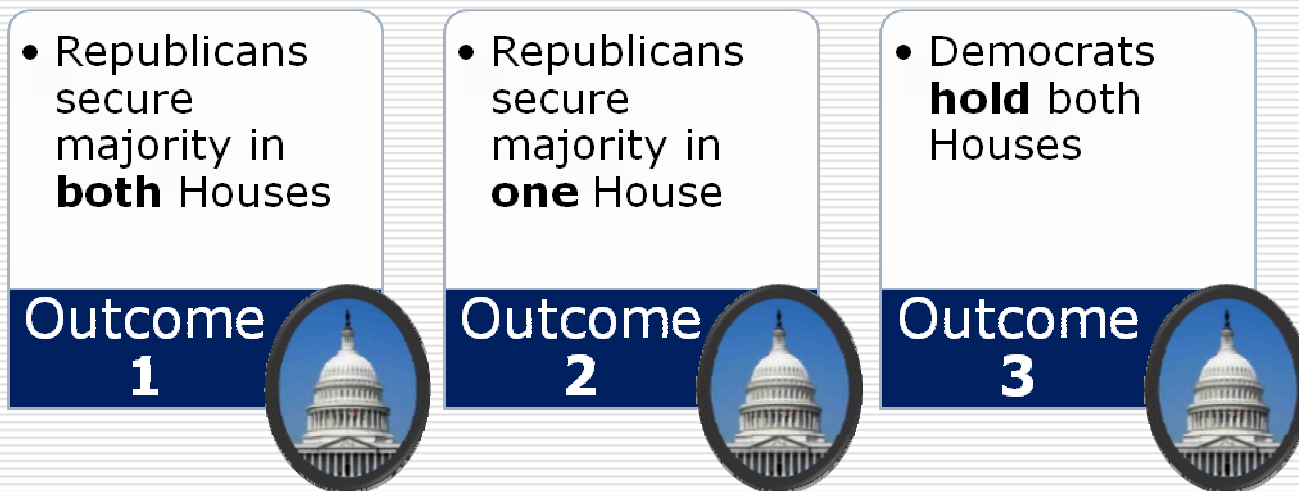 • Republicans
secure
majority in
both Houses
Outcome
1
• Republicans
secure
majority in
one House
Outcome
2
• Democrats
hold both
Houses
Outcome
3